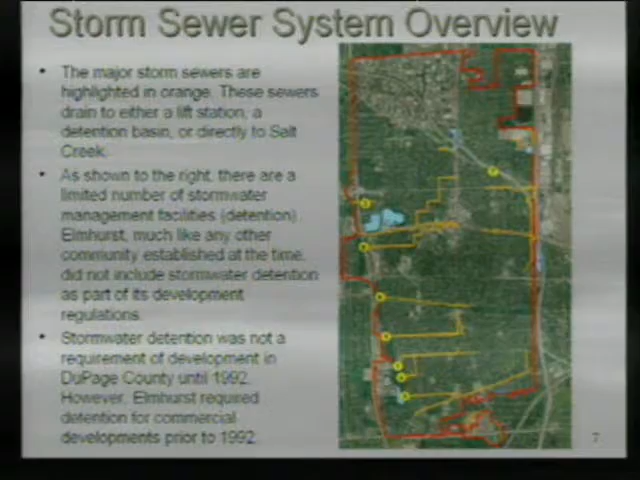 Storm Sewer System Overview
• The major storm sewers are
highlighted in orange. These sewers
drain to either a lift station, a
detention basin, or directly to Salt
Creek.
• As shown to the right, there are a
limited number of stormwater
management facilities (detention).
Elmhurst, much like any other
community established at the time,
did not include stormwater detention
as part of its development
regulations.
• Stormwater detention was not a
requirement of development in
DuPage County until 1992.
However, Elmhurst required
detention for commercial
developments prior to 1992.
7